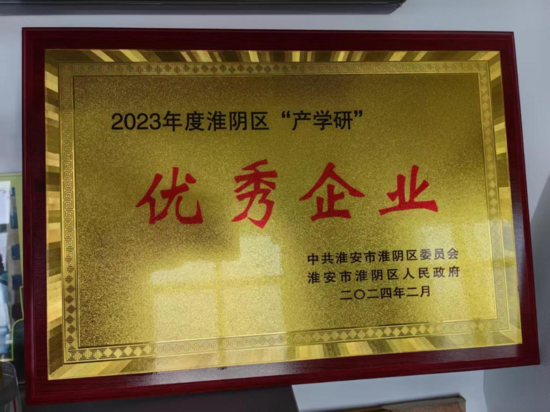 2023年度淮阴区“产学研”
优秀企业
中共淮安市淮阴区委员会
淮安市淮阴区人民政府
二〇二四年二月